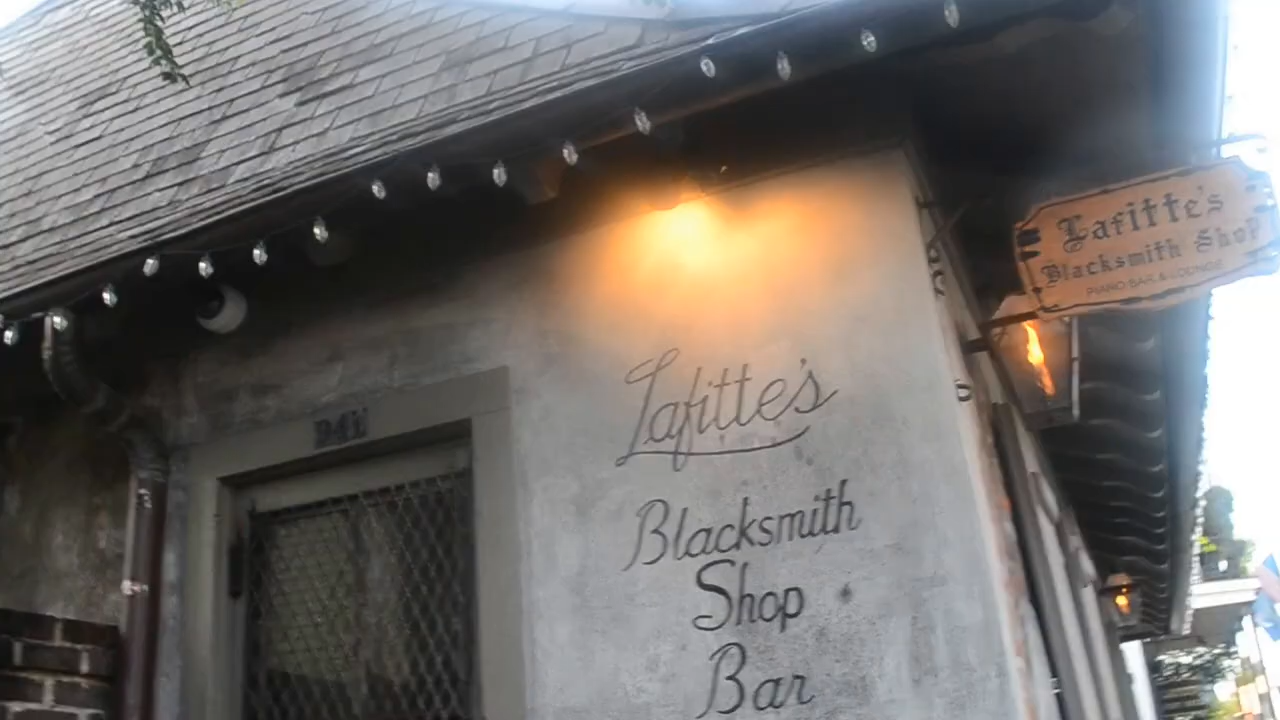 941
Lafitte's
Blacksmith
Shop
Bar
Lafitte's
Blacksmith Shop
PIANO BAR & LOUNGE